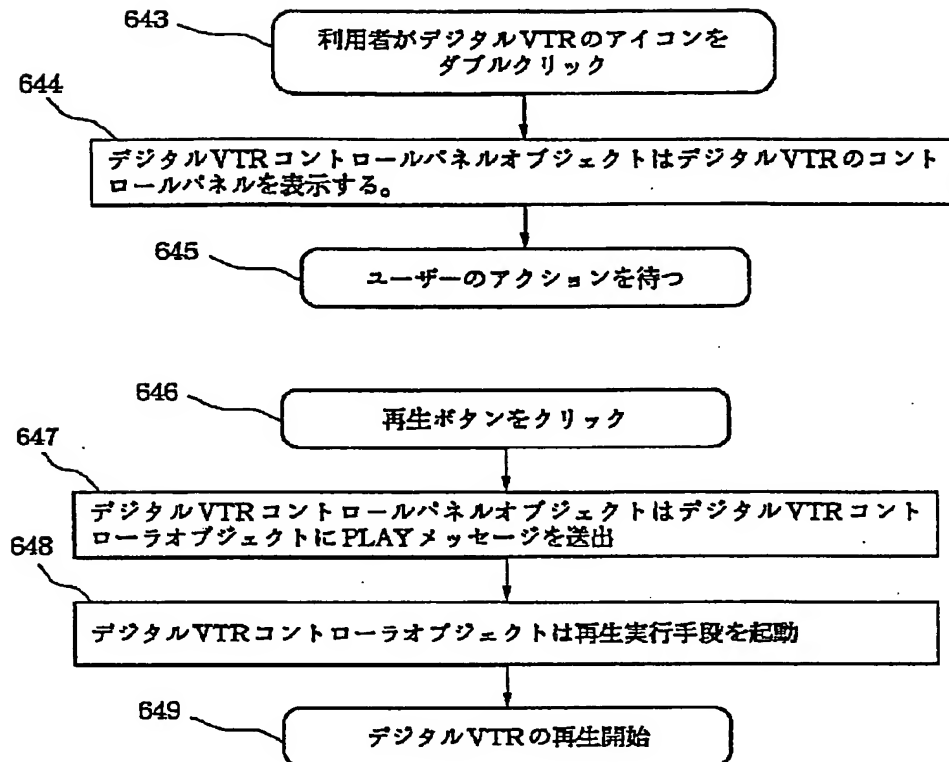 643
利用者がデジタルVTRのアイコンを
ダブルクリック
644
デジタルVTRコントロールパネルオブジェクトはデジタルVTRのコント
ロールパネルを表示する。
645
ユーザーのアクションを待つ
646
再生ボタンをクリック
647
デジタルVTRコントロールパネルオブジェクトはデジタルVTRコント
ローラオブジェクトにPLAYメッセージを送出
648
デジタルVTRコントローラオブジェクトは再生実行手段を起動
649
デジタルVTRの再生開始